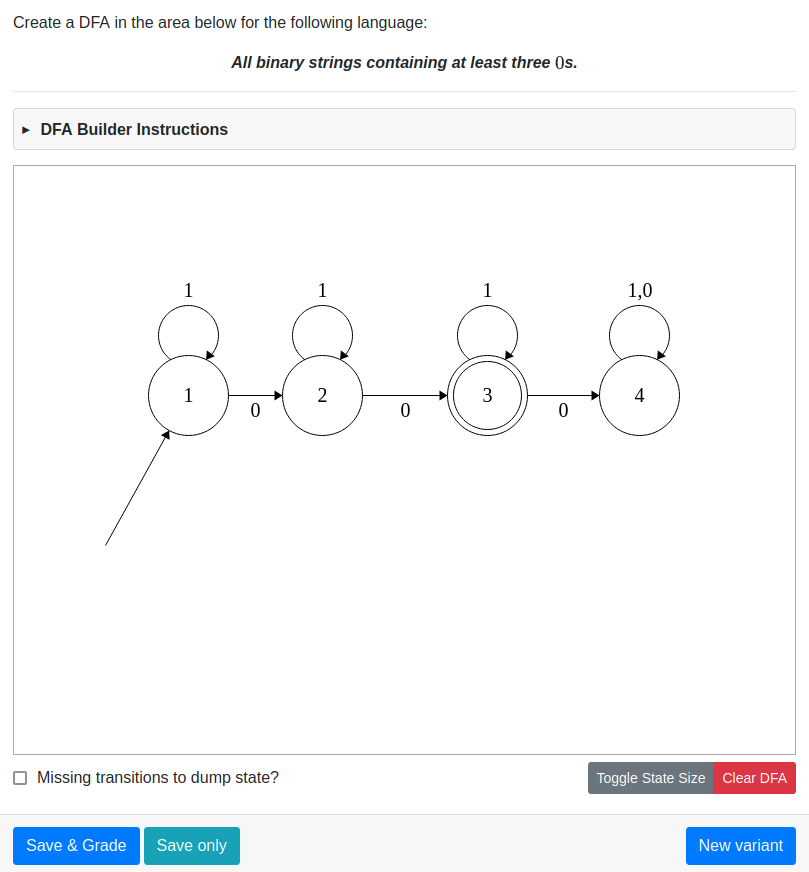 Create a DFA in the area below for the following language:
All binary strings containing at least three 0s.
► DFA Builder Instructions
1 1 1 1,0
1 2 3 4
0 0 0
Missing transitions to dump state?
Toggle State Size Clear DFA
Save & Grade Save only New variant